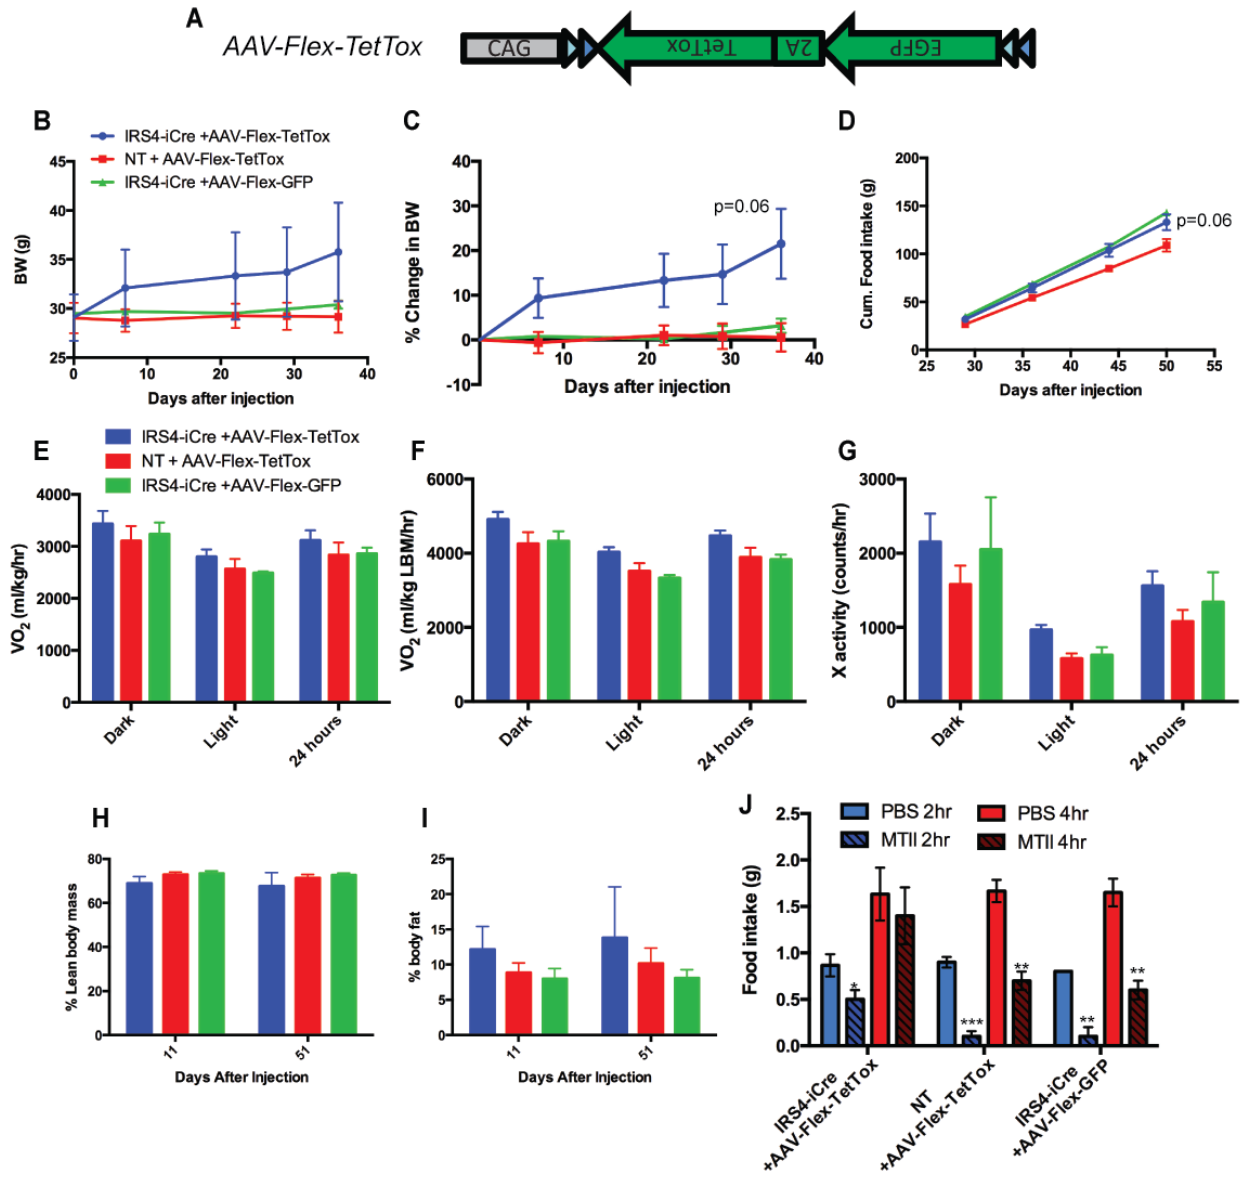 A
AAV-Flex-TetTox
CAG
TetTox
2A
EGFP
B
IRS4-iCre +AAV-Flex-TetTox
NT + AAV-Flex-TetTox
IRS4-iCre +AAV-Flex-GFP
45
40
35
30
25
BW (g)
0
10
20
30
40
Days after injection
C
40
30
20
10
0
-10
% Change in BW
p=0.06
10
20
30
40
Days after injection
D
200
150
100
50
0
Cum. Food intake (g)
p=0.06
25
30
35
40
45
50
55
Days after injection
E
IRS4-iCre +AAV-Flex-TetTox
NT + AAV-Flex-TetTox
IRS4-iCre +AAV-Flex-GFP
4000
3000
2000
1000
0
VO2 (ml/kg/hr)
Dark
Light
24 hours
F
6000
4000
2000
0
VO2 (ml/kg LBM/hr)
Dark
Light
24 hours
G
3000
2000
1000
0
X activity (counts/hr)
Dark
Light
24 hours
H
80
60
40
20
0
% Lean body mass
11
51
Days After Injection
I
25
20
15
10
5
0
% body fat
11
51
Days After Injection
J
PBS 2hr
PBS 4hr
MTII 2hr
MTII 4hr
2.5
2.0
1.5
1.0
0.5
0.0
Food intake (g)
*
***
**
**
**
IRS4-iCre
+AAV-Flex-TetTox
NT
+AAV-Flex-TetTox
IRS4-iCre
+AAV-Flex-GFP